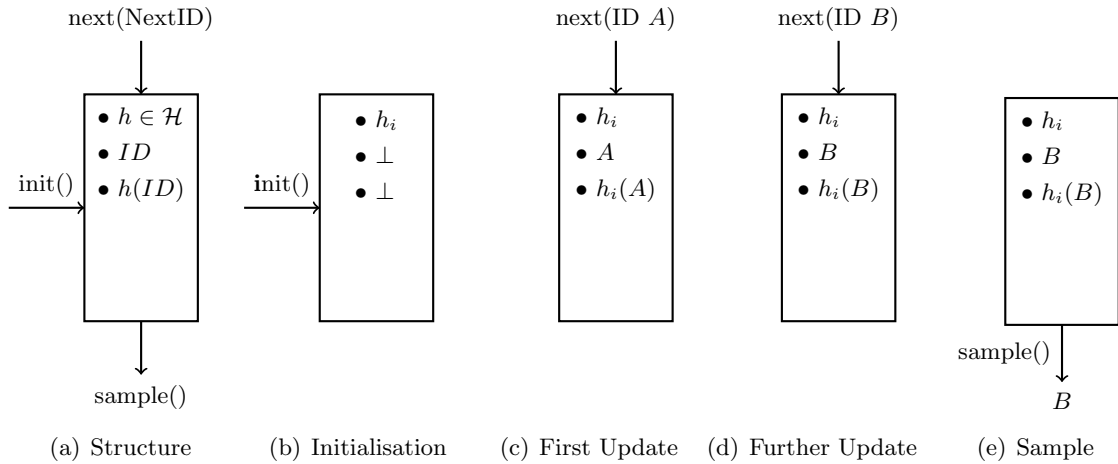 next(NextID)
next(ID A)
next(ID B)
• h ∈ ℋ
• ID
• h(ID)
init()
• h_i
• ⊥
• ⊥
init()
• h_i
• A
• h_i(A)
• h_i
• B
• h_i(B)
• h_i
• B
• h_i(B)
sample()
sample()
B
(a) Structure
(b) Initialisation
(c) First Update
(d) Further Update
(e) Sample